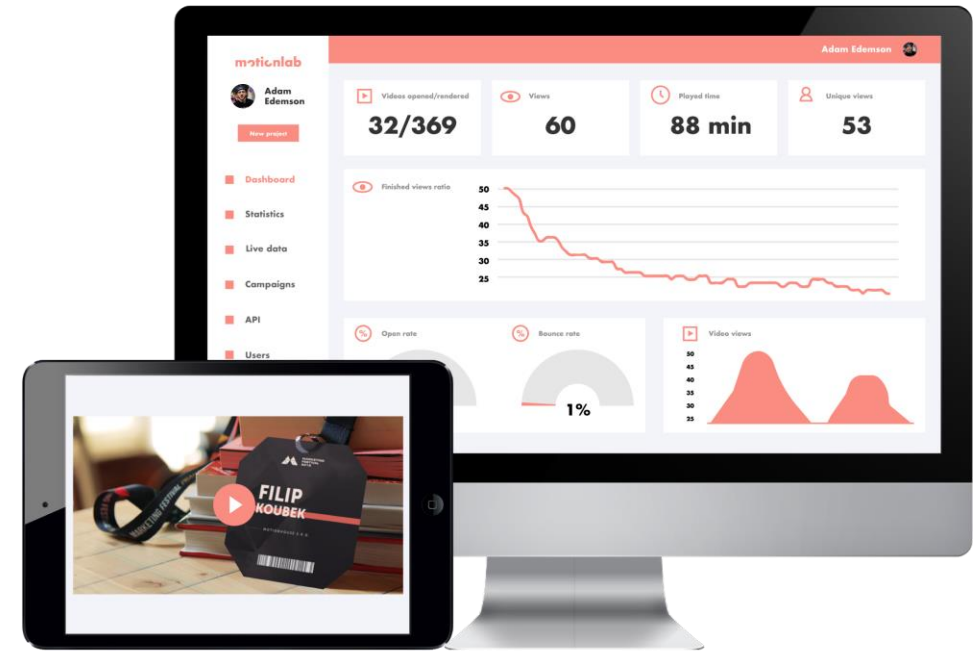 motionlab
Adam Edemson
Adam
Edemson
New project
Dashboard
Statistics
Live data
Campaigns
API
Users
Videos opened/rendered
32/369
Views
60
Played time
88 min
Unique views
53
Finished views ratio
50
45
40
35
30
25
Open rate
Bounce rate
1%
Video views
50
45
40
35
30
25
MARKETING FESTIVAL
FILIP
KOUBEK